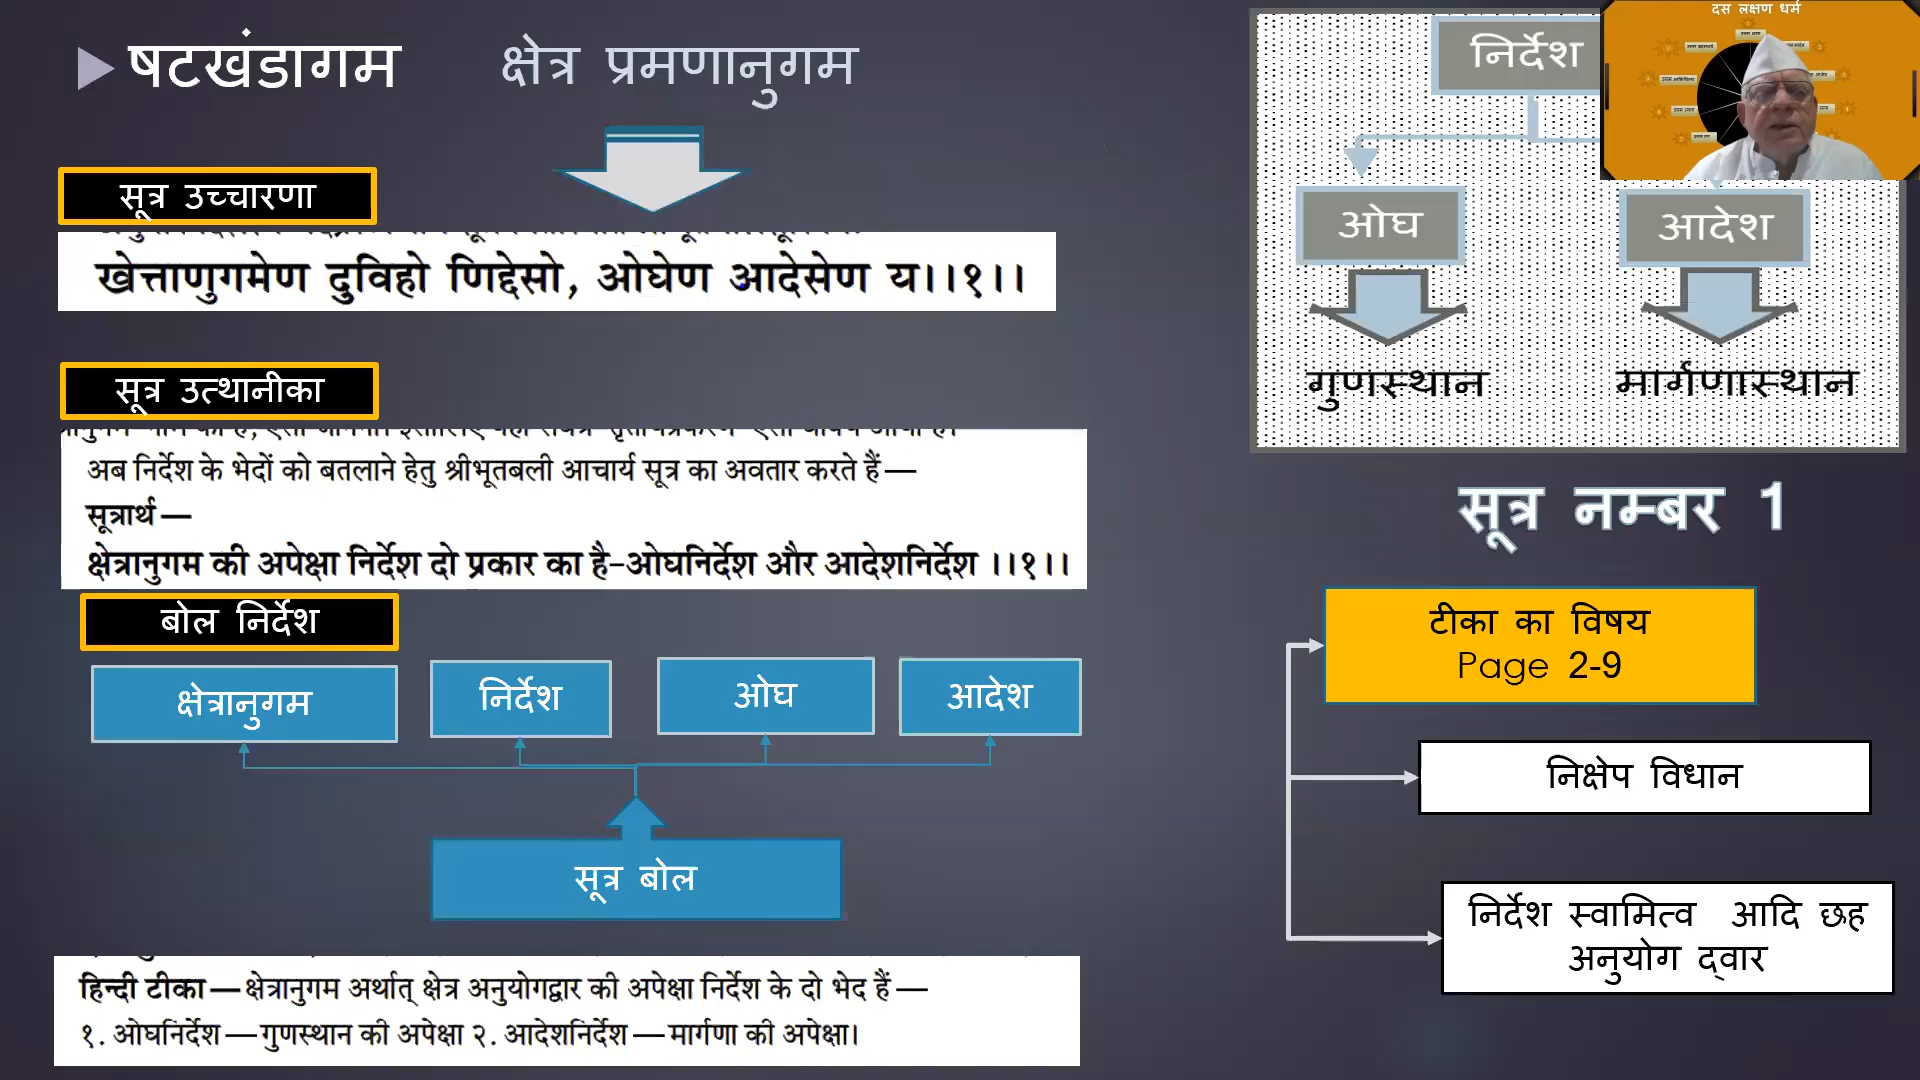 षटखंडागम क्षेत्र प्रमणानुगम
सूत्र उच्चारणा
खेत्ताणुगमेण दुविहो णिद्देसो, ओघेण आदेसेण य।।१।।
सूत्र उत्थानीका
अब निर्देश के भेदों को बतलाने हेतु श्रीभूतबली आचार्य सूत्र का अवतार करते हैं—
सूत्रार्थ—
क्षेत्रानुगम की अपेक्षा निर्देश दो प्रकार का है-ओघनिर्देश और आदेशनिर्देश ।।१।।
बोल निर्देश
क्षेत्रानुगम
निर्देश
ओघ
आदेश
सूत्र बोल
हिन्दी टीका—क्षेत्रानुगम अर्थात् क्षेत्र अनुयोगद्वार की अपेक्षा निर्देश के दो भेद हैं—
१. ओघनिर्देश—गुणस्थान की अपेक्षा २. आदेशनिर्देश—मार्गणा की अपेक्षा।
निर्देश
ओघ
आदेश
गुणस्थान
मार्गणास्थान
दस लक्षण धर्म
सूत्र नम्बर 1
टीका का विषय
Page 2-9
निक्षेप विधान
निर्देश स्वामित्व आदि छह
अनुयोग द्वार